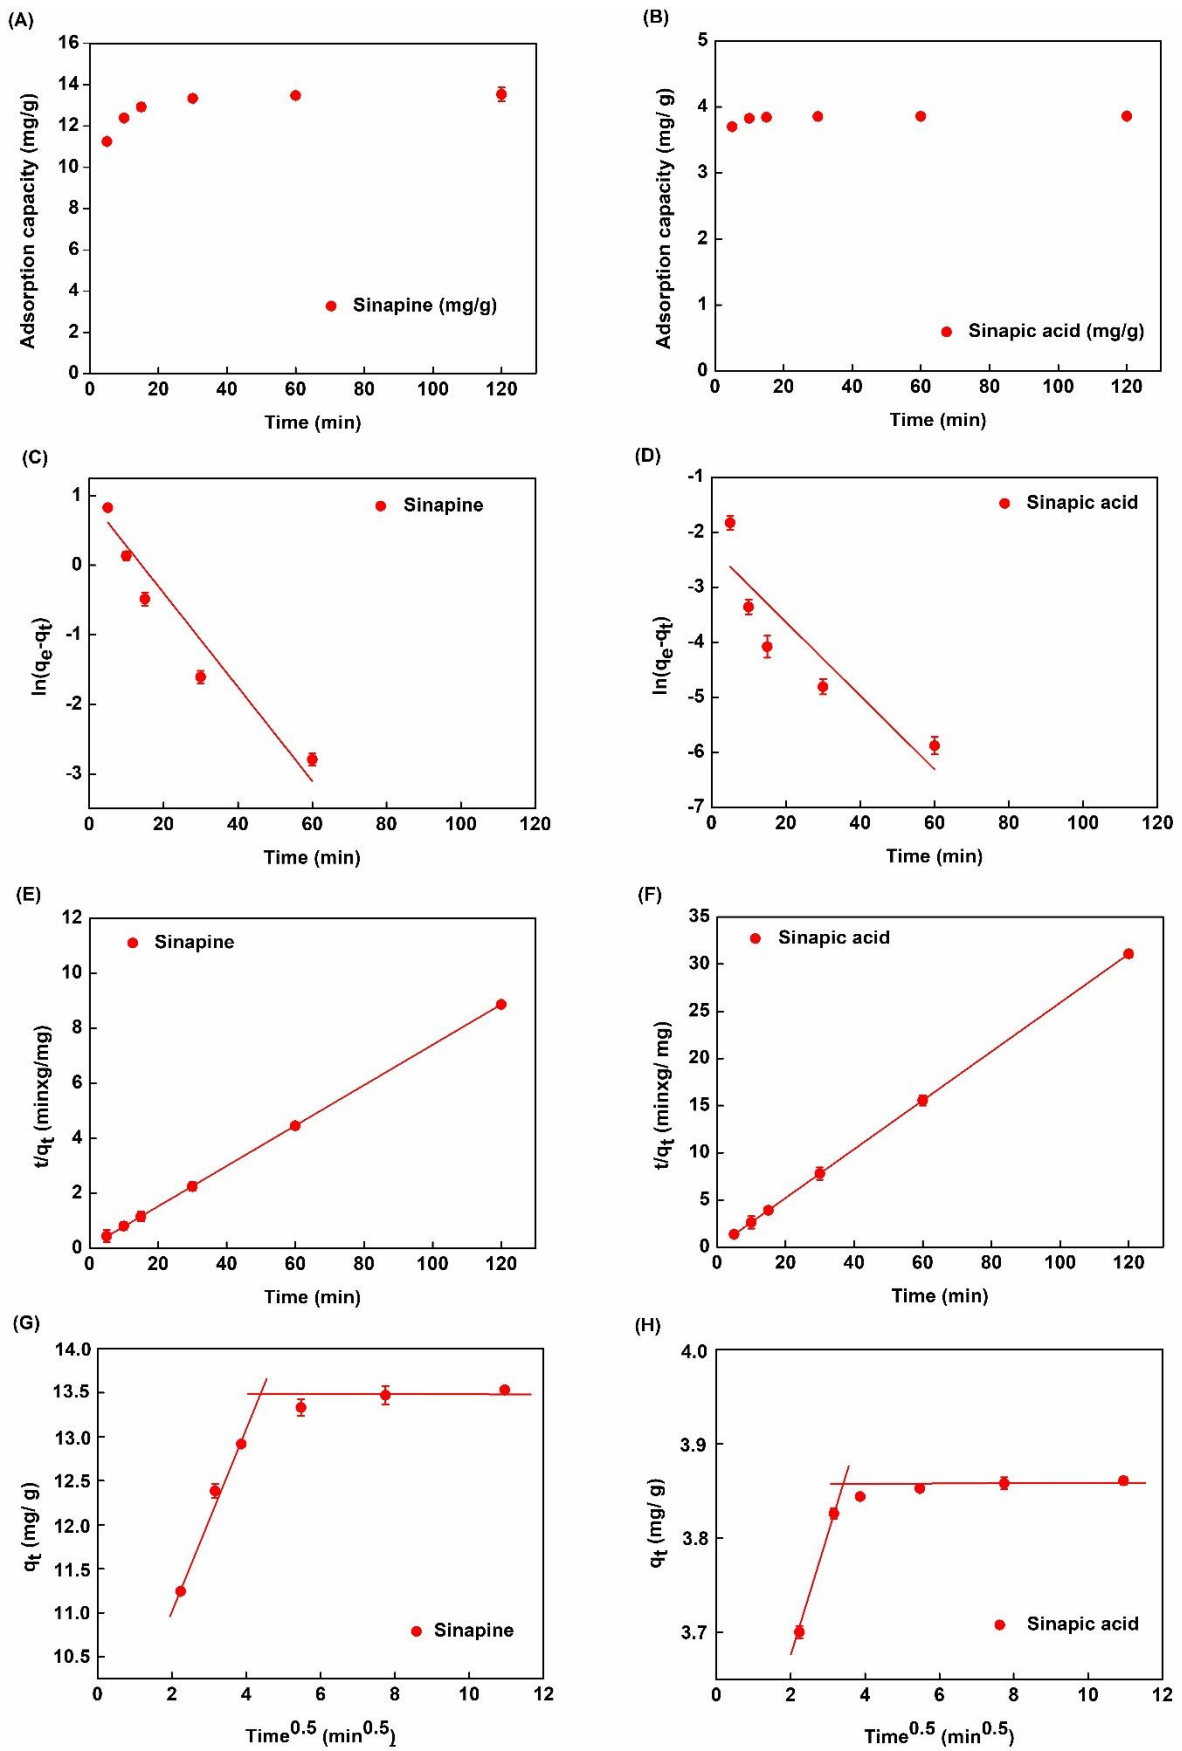 (A)
16
14
12
10
8
6
4
2
0
0 20 40 60 80 100 120
Adsorption capacity (mg/g)
Time (min)
Sinapine (mg/g)
(B)
5
4
3
2
1
0
0 20 40 60 80 100 120
Adsorption capacity (mg/ g)
Time (min)
Sinapic acid (mg/g)
(C)
1
0
-1
-2
-3
0 20 40 60 80 100 120
ln(qe-qt)
Time (min)
Sinapine
(D)
-1
-2
-3
-4
-5
-6
-7
0 20 40 60 80 100 120
ln(qe-qt)
Time (min)
Sinapic acid
(E)
12
10
8
6
4
2
0
0 20 40 60 80 100 120
t/qt (minxg/mg)
Time (min)
Sinapine
(F)
35
30
25
20
15
10
5
0
0 20 40 60 80 100 120
t/qt (minxg/ mg)
Time (min)
Sinapic acid
(G)
14.0
13.5
13.0
12.5
12.0
11.5
11.0
10.5
0 2 4 6 8 10 12
qt (mg/ g)
Time0.5 (min0.5)
Sinapine
(H)
4.0
3.9
3.8
3.7
0 2 4 6 8 10 12
qt (mg/ g)
Time0.5 (min0.5)
Sinapic acid